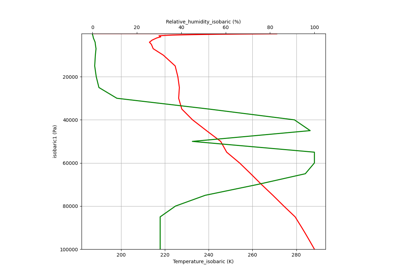 Relative_humidity_isobaric (%)
0 20 40 60 80 100
20000
40000
60000
80000
100000
isobaric1 (Pa)
200 220 240 260 280
Temperature_isobaric (K)